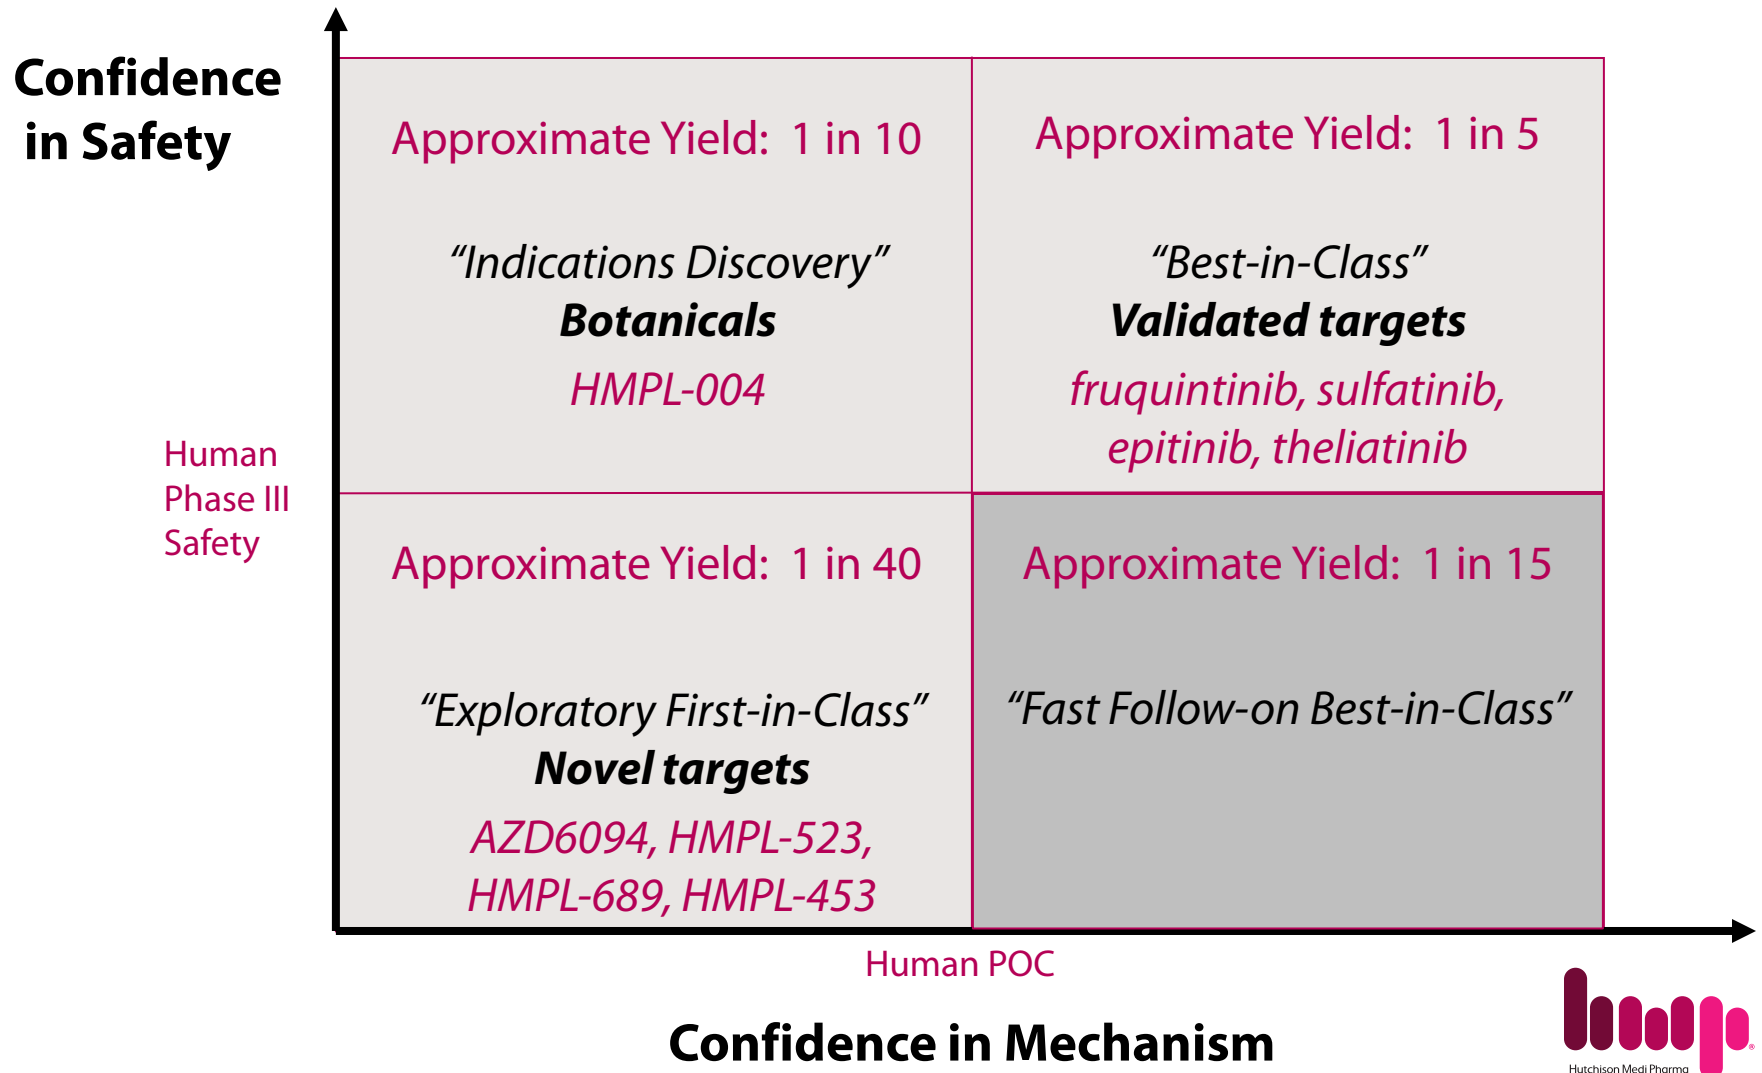 Confidence
in Safety
Approximate Yield: 1 in 10
“Indications Discovery”
Botanicals
HMPL-004
Approximate Yield: 1 in 5
“Best-in-Class”
Validated targets
fruquintinib, sulfatinib,
epitinib, theliatinib
Human
Phase III
Safety
Approximate Yield: 1 in 40
“Exploratory First-in-Class”
Novel targets
AZD6094, HMPL-523,
HMPL-689, HMPL-453
Approximate Yield: 1 in 15
“Fast Follow-on Best-in-Class”
Human POC
Confidence in Mechanism
hmp
®
Hutchison Medi Pharma